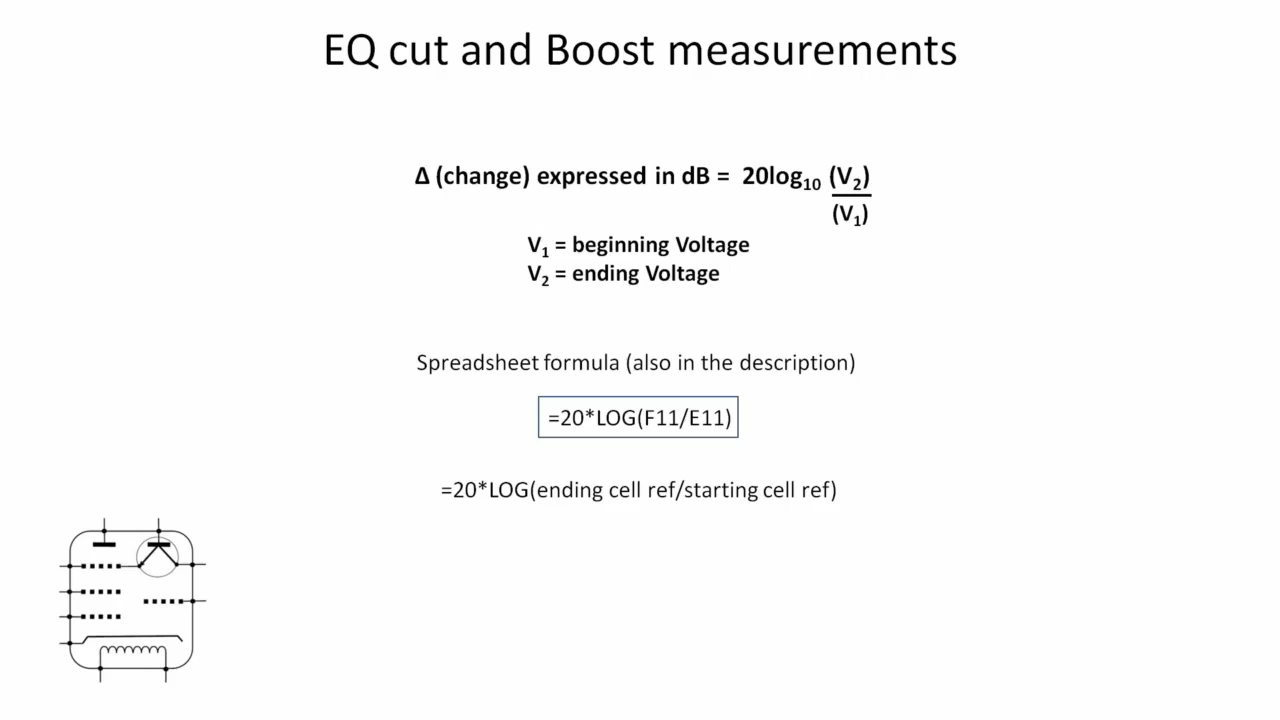 EQ cut and Boost measurements
Δ (change) expressed in dB = 20log₁₀ (V₂)
(V₁)
V₁ = beginning Voltage
V₂ = ending Voltage
Spreadsheet formula (also in the description)
=20*LOG(F11/E11)
=20*LOG(ending cell ref/starting cell ref)